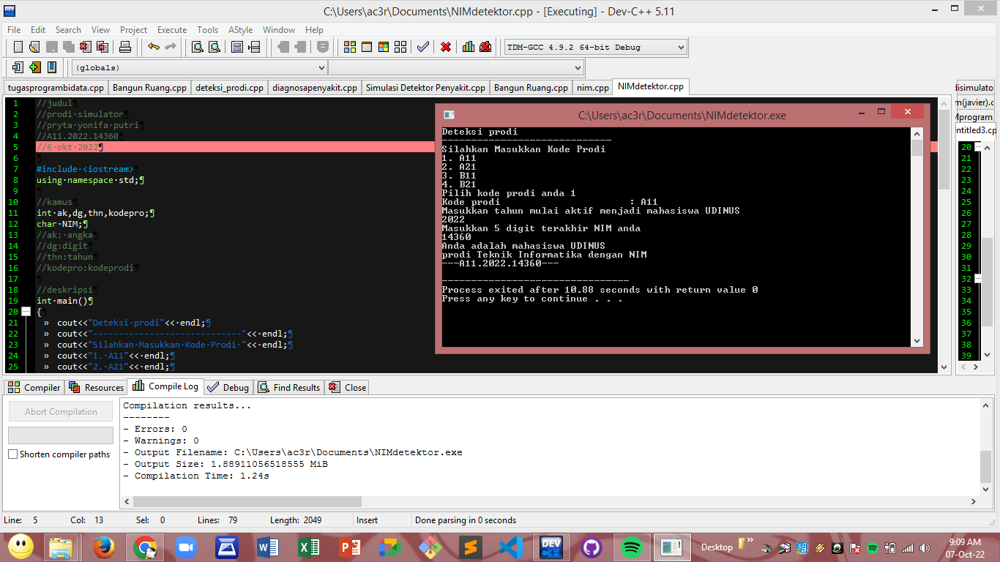 C:\Users\ac3r\Documents\NIMdetektor.cpp - [Executing] - Dev-C++ 5.11
File Edit Search View Project Execute Tools AStyle Window Help
TDM-GCC 4.9.2 64-bit Debug
(globals)
tugasprogrambidata.cpp Bangun Ruang.cpp deteksi_prodi.cpp diagnosapenyakit.cpp Simulasi Detektor Penyakit.cpp Bangun Ruang.cpp nim.cpp NIMdetektor.cpp
disimulato
m(javier).c
Mprogram
ntitled3.cp
1 //judul¶
2 //prodi·simulator¶
3 //pryta·yonifa·putri¶
4 //A11.2022.14360¶
5 //6·okt·2022¶
6 ¶
7 #include·<iostream>¶
8 using·namespace·std;¶
9 ¶
10 //kamus¶
11 int·ak,dg,thn,kodepro;¶
12 char·NIM;¶
13 //ak:·angka¶
14 //dg:digit¶
15 //thn:tahun¶
16 //kodepro:kodeprodi¶
17 ¶
18 //deskripsi¶
19 int·main()¶
20 {¶
21 » cout<<"Deteksi·prodi"<<·endl;¶
22 » cout<<"-----------------------------"<<·endl;¶
23 » cout<<"Silahkan·Masukkan·Kode·Prodi·"<<·endl;¶
24 » cout<<"1.·A11"<<·endl;¶
25 » cout<<"2.·A21"<<·endl;¶
C:\Users\ac3r\Documents\NIMdetektor.exe
Deteksi prodi
-----------------------------
Silahkan Masukkan Kode Prodi
1. A11
2. A21
3. B11
4. B21
Pilih kode prodi anda 1
Kode prodi : A11
Masukkan tahun mulai aktif menjadi mahasiswa UDINUS
2022
Masukkan 5 digit terakhir NIM anda
14360
Anda adalah mahasiswa UDINUS
prodi Teknik Informatika dengan NIM
---A11.2022.14360---
--------------------------------
Process exited after 10.88 seconds with return value 0
Press any key to continue . . .
20
21
22
23
24
25
26
27
28
29
30
31
32
33
34
35
36
37
38
39
Compiler Resources Compile Log Debug Find Results Close
Abort Compilation
Shorten compiler paths
Compilation results...
--------
- Errors: 0
- Warnings: 0
- Output Filename: C:\Users\ac3r\Documents\NIMdetektor.exe
- Output Size: 1.88911056518555 MiB
- Compilation Time: 1.24s
Line: 5 Col: 13 Sel: 0 Lines: 79 Length: 2049 Insert Done parsing in 0 seconds
DEV C++
Desktop
9:09 AM
07-Oct-22